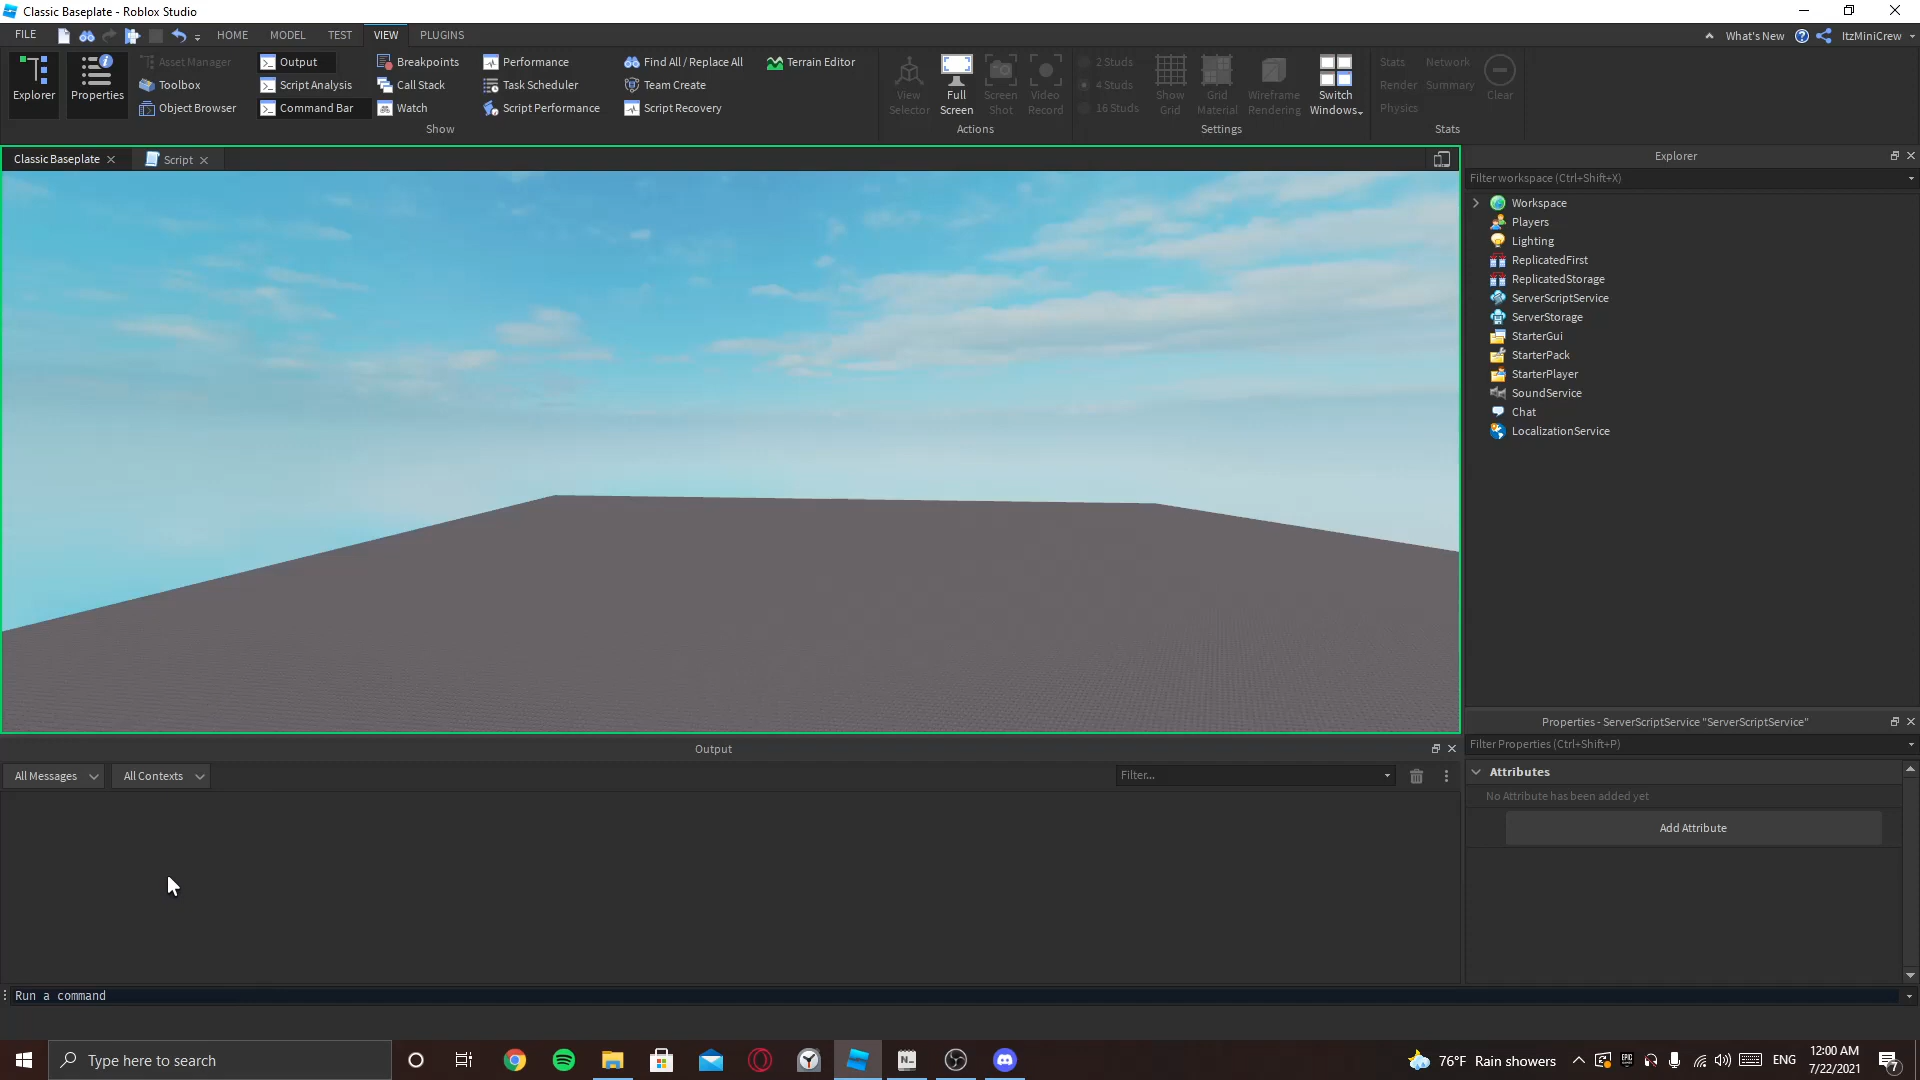 Classic Baseplate - Roblox Studio
FILE HOME MODEL TEST VIEW PLUGINS What's New ItzMiniCrew
Explorer
Properties
Asset Manager
Toolbox
Object Browser
Output
Script Analysis
Command Bar
Breakpoints
Call Stack
Watch
Performance
Task Scheduler
Script Performance
Find All / Replace All
Team Create
Script Recovery
Terrain Editor
Show
View
Selector
Full
Screen
Screen
Shot
Video
Record
Actions
2 Studs
4 Studs
16 Studs
Show
Grid
Grid
Material
Wireframe
Rendering
Switch
Windows
Settings
Stats Network
Render Summary
Physics
Clear
Stats
Classic Baseplate Script
Explorer
Filter workspace (Ctrl+Shift+X)
Workspace
Players
Lighting
ReplicatedFirst
ReplicatedStorage
ServerScriptService
ServerStorage
StarterGui
StarterPack
StarterPlayer
SoundService
Chat
LocalizationService
Properties - ServerScriptService "ServerScriptService"
Filter Properties (Ctrl+Shift+P)
Attributes
No Attribute has been added yet
Add Attribute
Output
All Messages All Contexts Filter...
Run a command
Type here to search
76°F Rain showers
ENG
12:00 AM
7/22/2021
7